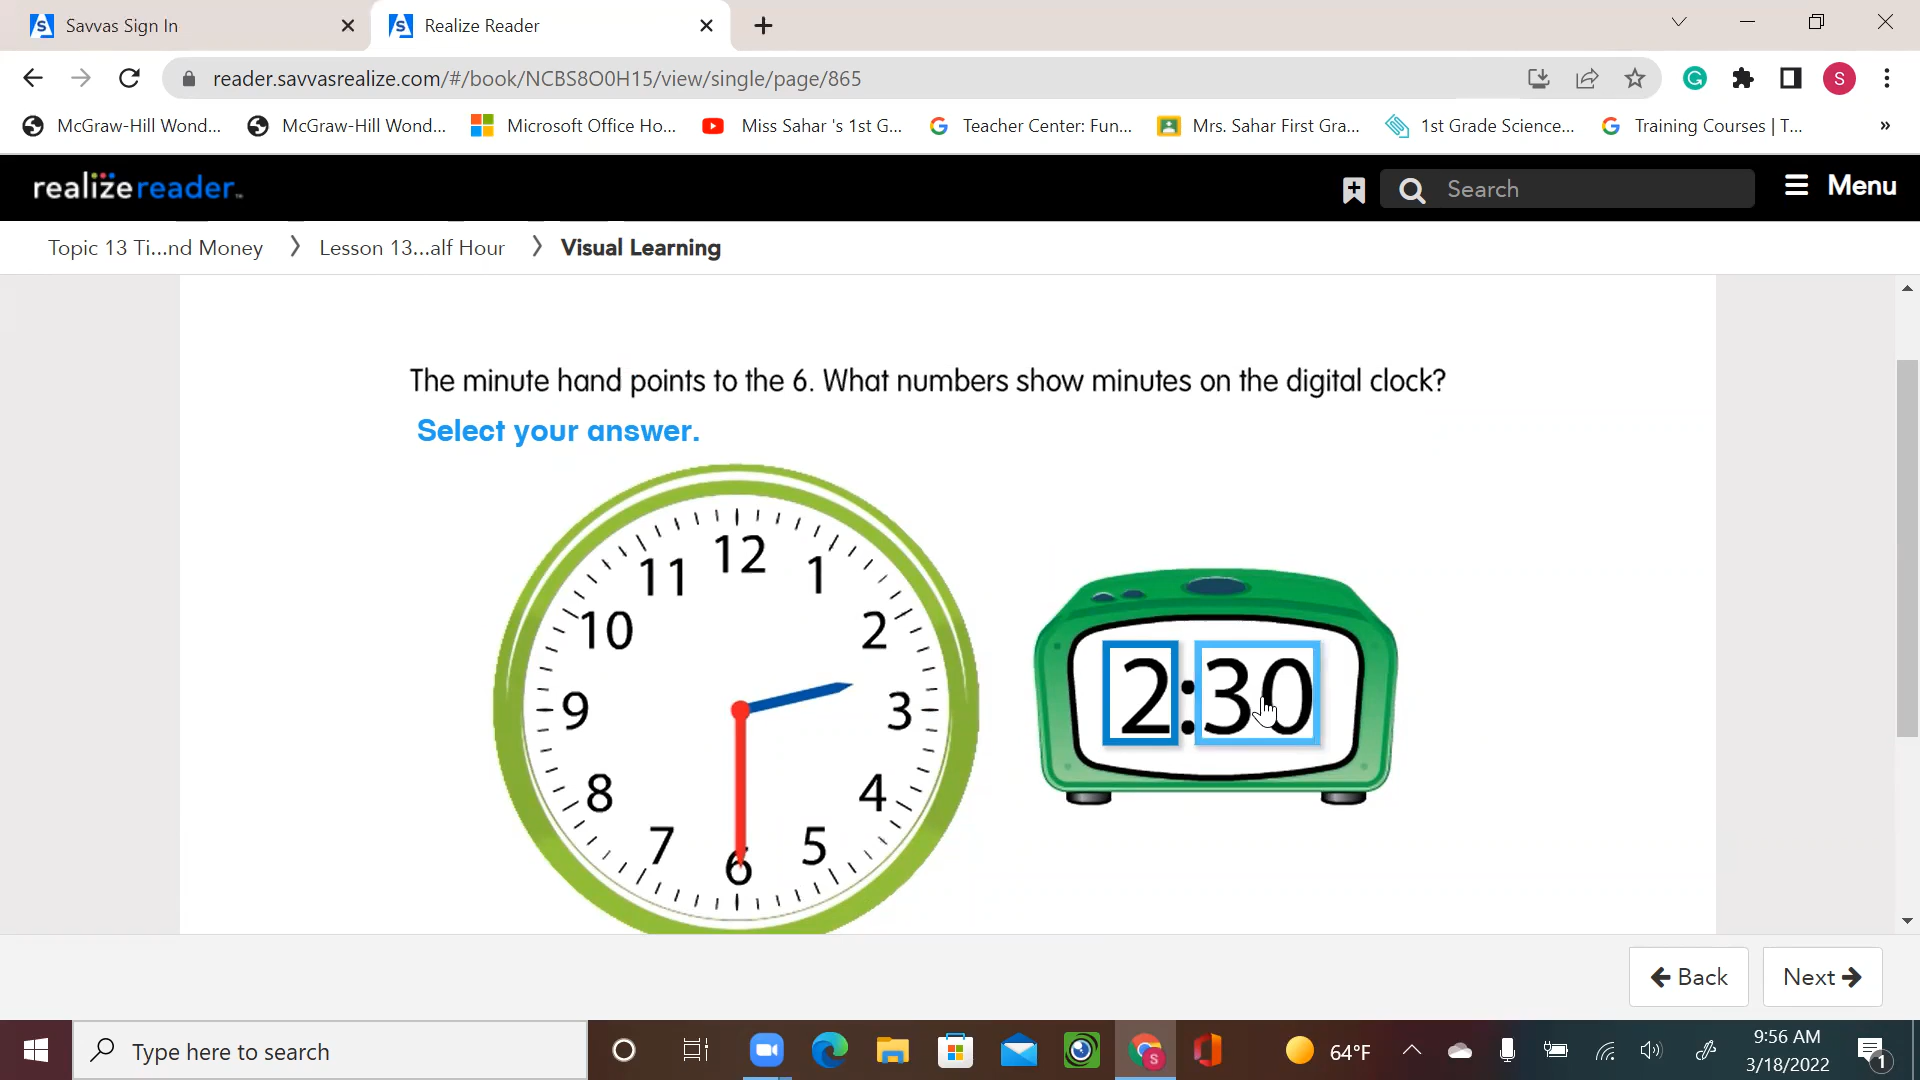 Savvas Sign In
Realize Reader
reader.savvasrealize.com/#/book/NCBS8O0H15/view/single/page/865
S
McGraw-Hill Wond...
McGraw-Hill Wond...
Microsoft Office Ho...
Miss Sahar 's 1st G...
Teacher Center: Fun...
Mrs. Sahar First Gra...
1st Grade Science...
Training Courses | T...
»
realizereader™
Search
Menu
Topic 13 Ti...nd Money
Lesson 13...alf Hour
Visual Learning
The minute hand points to the 6. What numbers show minutes on the digital clock?
Select your answer.
12
1
2
3
4
5
6
7
8
9
10
11
2:30
Back
Next
Type here to search
64°F
9:56 AM
3/18/2022
1